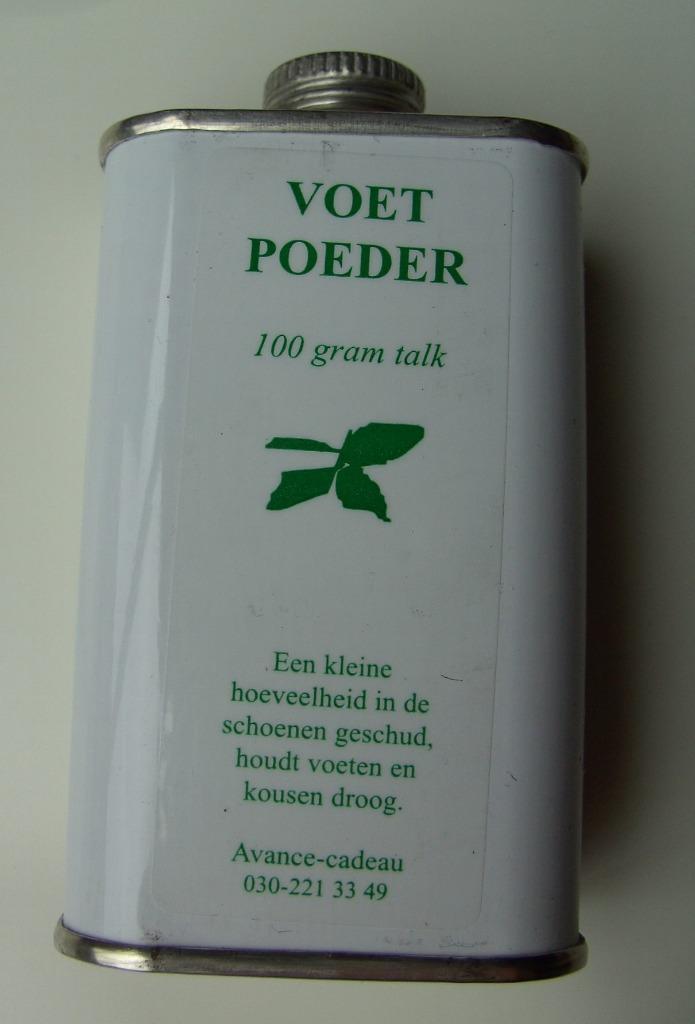 VOET
POEDER
100 gram talk
Een kleine
hoeveelheid in de
schoenen geschud,
houdt voeten en
kousen droog.
Avance-cadeau
030-221 33 49